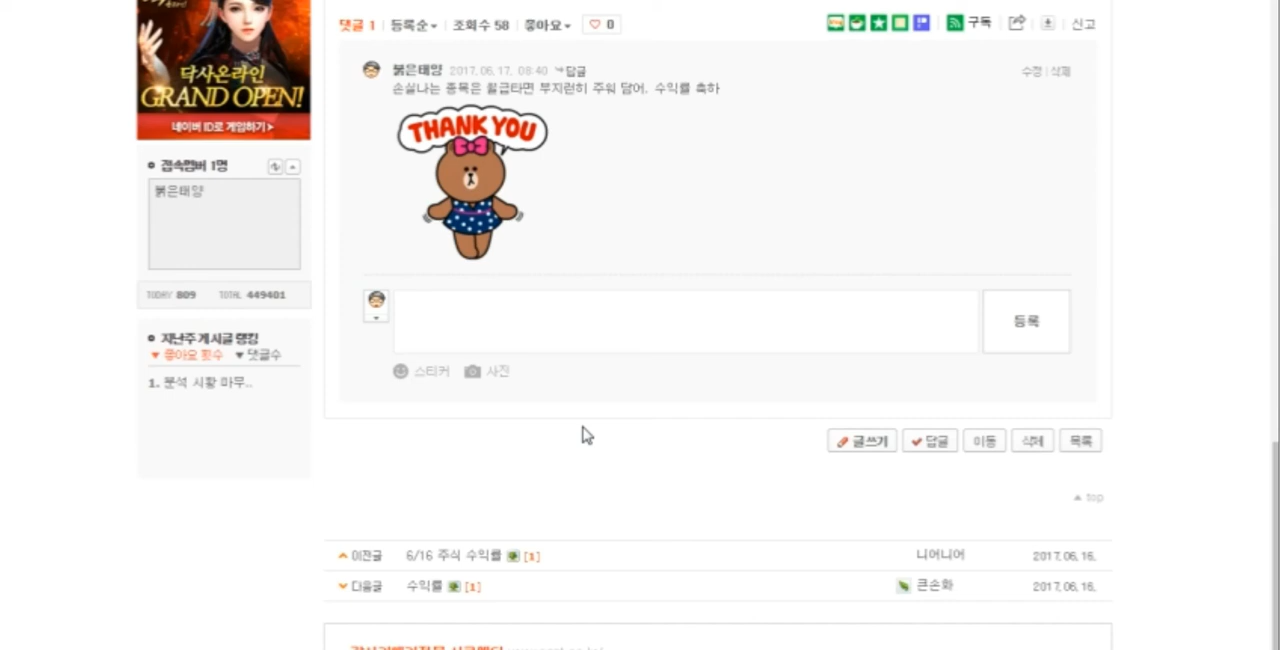 닥사온라인
GRAND OPEN!
네이버 ID로 게임하기 >
접속멤버 1명
붉은태양
TODAY 809 TOTAL 449401
지난주 게시글 랭킹
▼ 좋아요 횟수 ▼ 댓글수
1. 분석 시황 마무..
댓글 1 등록순 조회수 58 좋아요 0 구독 신고
붉은태양 2017.06.17. 08:40 답글 수정 | 삭제
손실나는 종목은 월급타면 부지런히 주워 담어. 수익률 축하
THANK YOU
등록
스티커 사진
글쓰기 답글 이동 삭제 목록
▲ top
이전글 6/16 주식 수익률 [1] 니어니어 2017.06.16.
다음글 수익률 [1] 큰손화 2017.06.16.